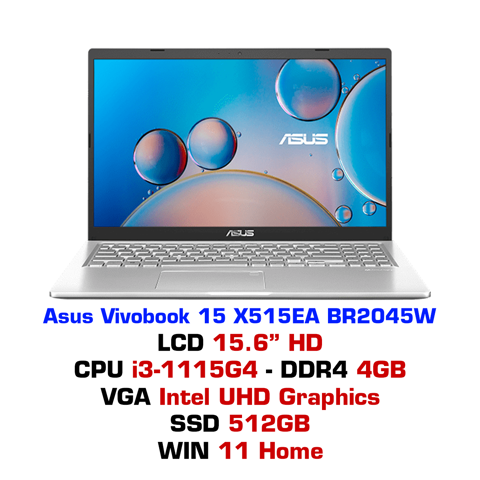 ASUS
ASUS
Asus Vivobook 15 X515EA BR2045W
LCD 15.6” HD
CPU i3-1115G4 - DDR4 4GB
VGA Intel UHD Graphics
SSD 512GB
WIN 11 Home